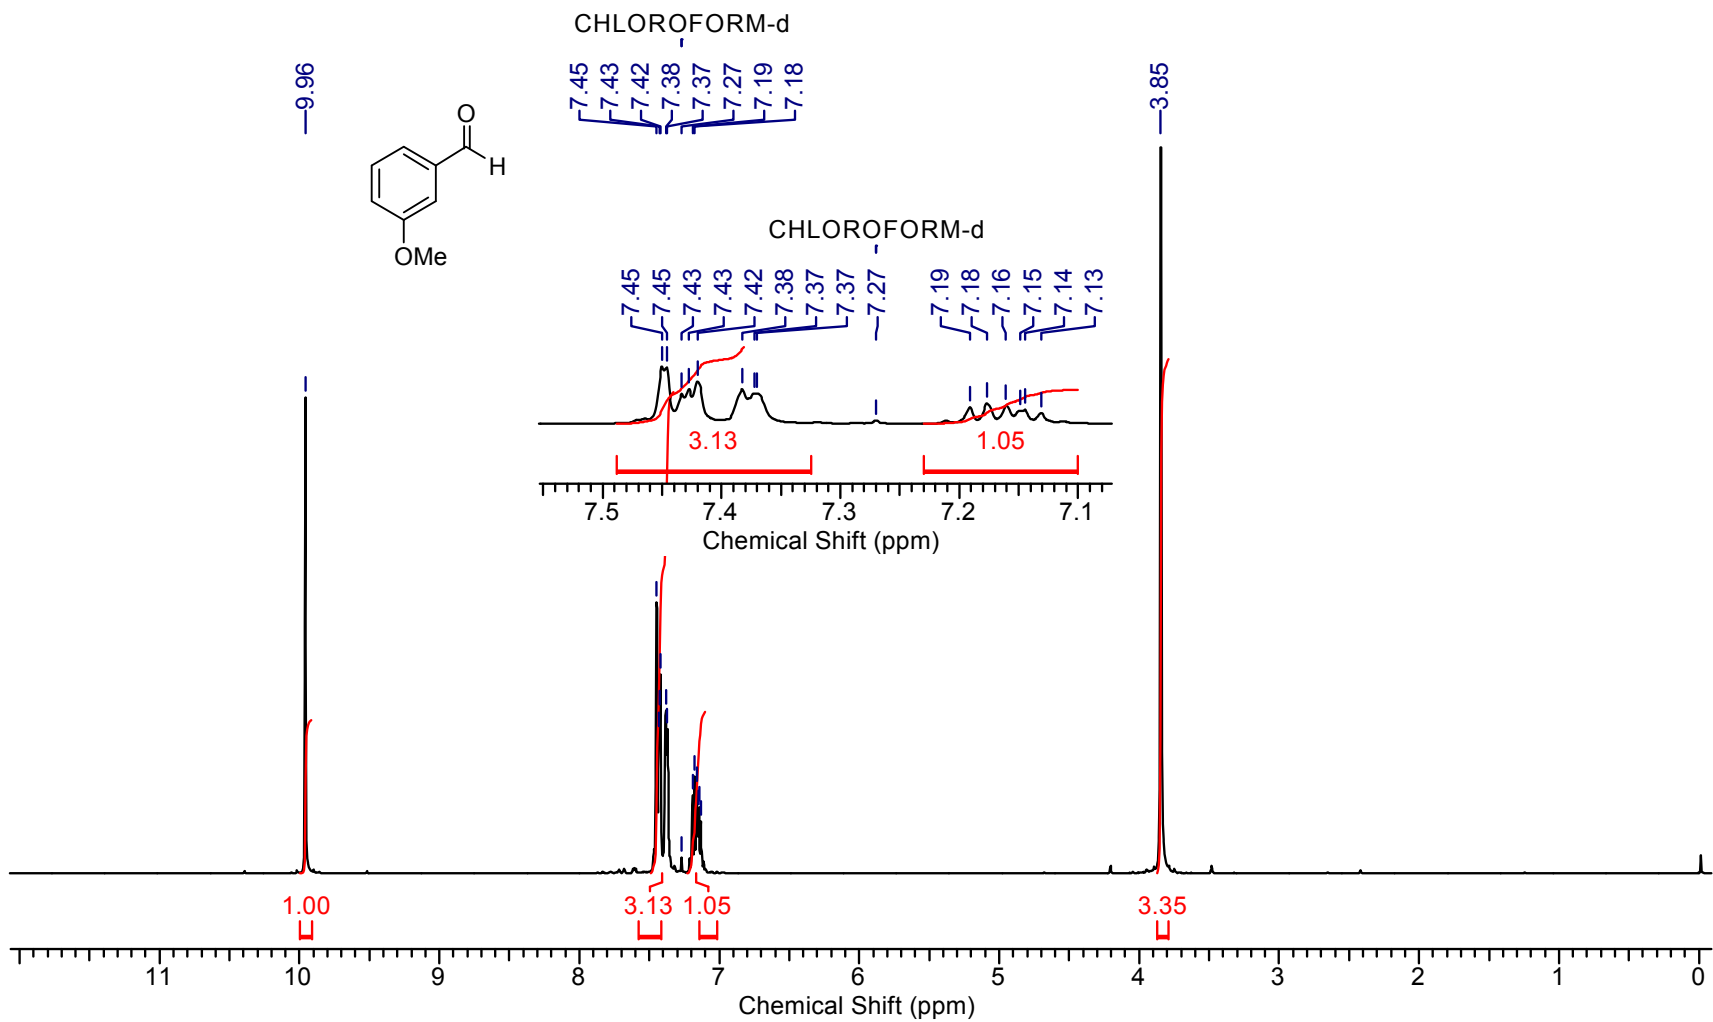 CHLOROFORM-d
9.96
7.45 7.43 7.42 7.38 7.37 7.27 7.19 7.18
3.85
O
H
OMe
CHLOROFORM-d
7.45 7.45 7.43 7.43 7.42 7.38 7.37 7.37 7.27 7.19 7.18 7.16 7.15 7.14 7.13
3.13 1.05
7.5 7.4 7.3 7.2 7.1
Chemical Shift (ppm)
1.00 3.13 1.05 3.35
11 10 9 8 7 6 5 4 3 2 1 0
Chemical Shift (ppm)